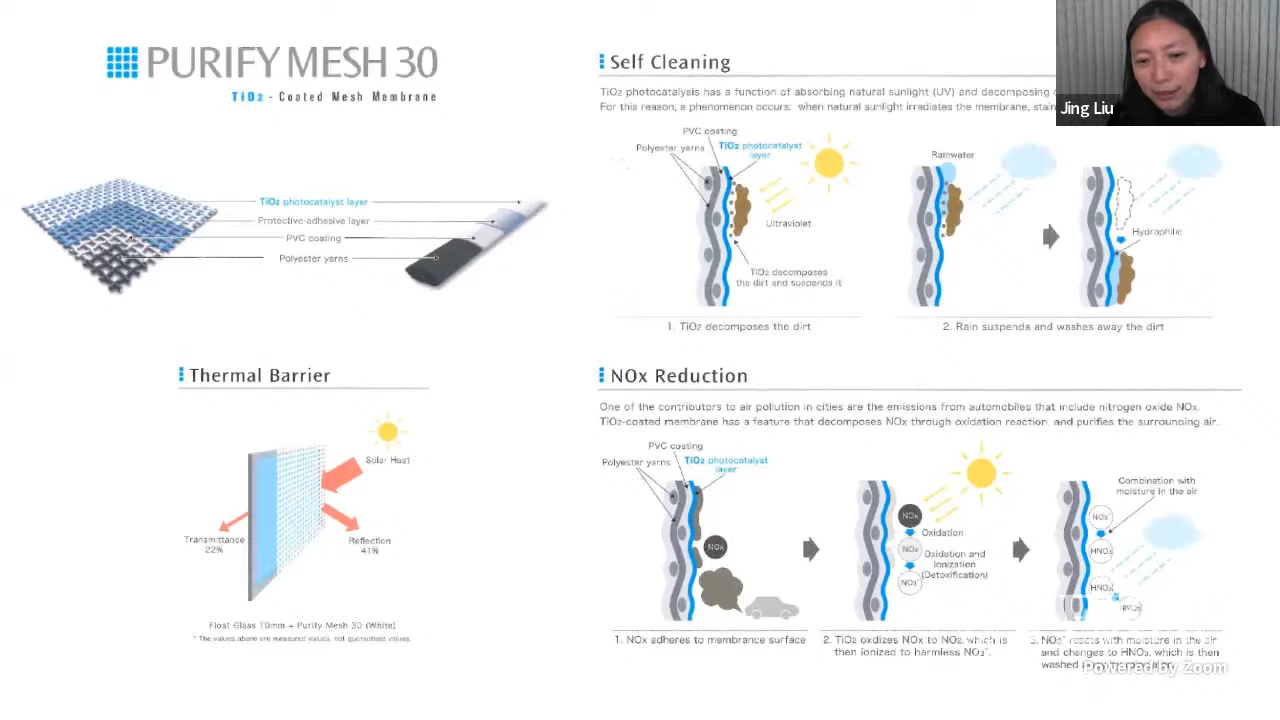 PURIFY MESH 30
TiO2 - Coated Mesh Membrane
TiO2 photocatalyst layer
Protective-adhesive layer
PVC coating
Polyester yarns
Thermal Barrier
Solar Heat
Transmittance
22%
Reflection
41%
Float Glass 10mm + Purify Mesh 30 (White)
* The values above are measured values, not guaranteed values.
Self Cleaning
TiO2 photocatalysis has a function of absorbing natural sunlight (UV) and decomposing
For this reason, a phenomenon occurs: when natural sunlight irradiates the membrane,
PVC coating
Polyester yarns
TiO2 photocatalyst
layer
Ultraviolet
TiO2 decomposes
the dirt and suspends it
1. TiO2 decomposes the dirt
Rainwater
Hydrophilic
2. Rain suspends and washes away the dirt
NOx Reduction
One of the contributors to air pollution in cities are the emissions from automobiles that include nitrogen oxide NOx.
TiO2-coated membrane has a feature that decomposes NOx through oxidation reaction, and purifies the surrounding air.
PVC coating
Polyester yarns
TiO2 photocatalyst
layer
NOx
1. NOx adheres to membrance surface
NOx
Oxidation
NO2
Oxidation and
Ionization
(Detoxification)
NO3⁻
2. TiO2 oxdizes NOx to NO2, which is
then ionized to harmless NO3⁻.
Combination with
moisture in the air
NO3⁻
HNO3
HNO3
HNO3
3. NO3⁻ reacts with moisture in the air
and changes to HNO3, which is then
washed
Jing Liu
Powered by Zoom